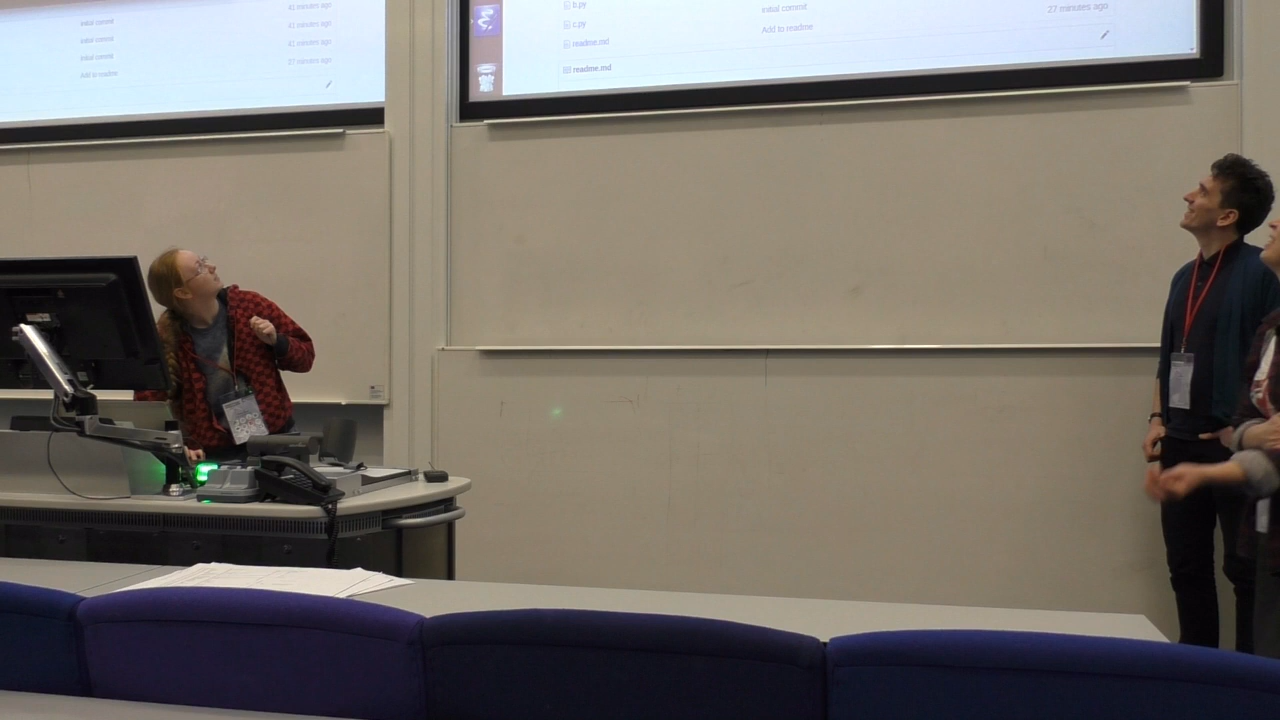 41 minutes ago
initial commit 41 minutes ago
initial commit 41 minutes ago
initial commit 27 minutes ago
Add to readme
b.py initial commit 27 minutes ago
c.py Add to readme
readme.md
readme.md